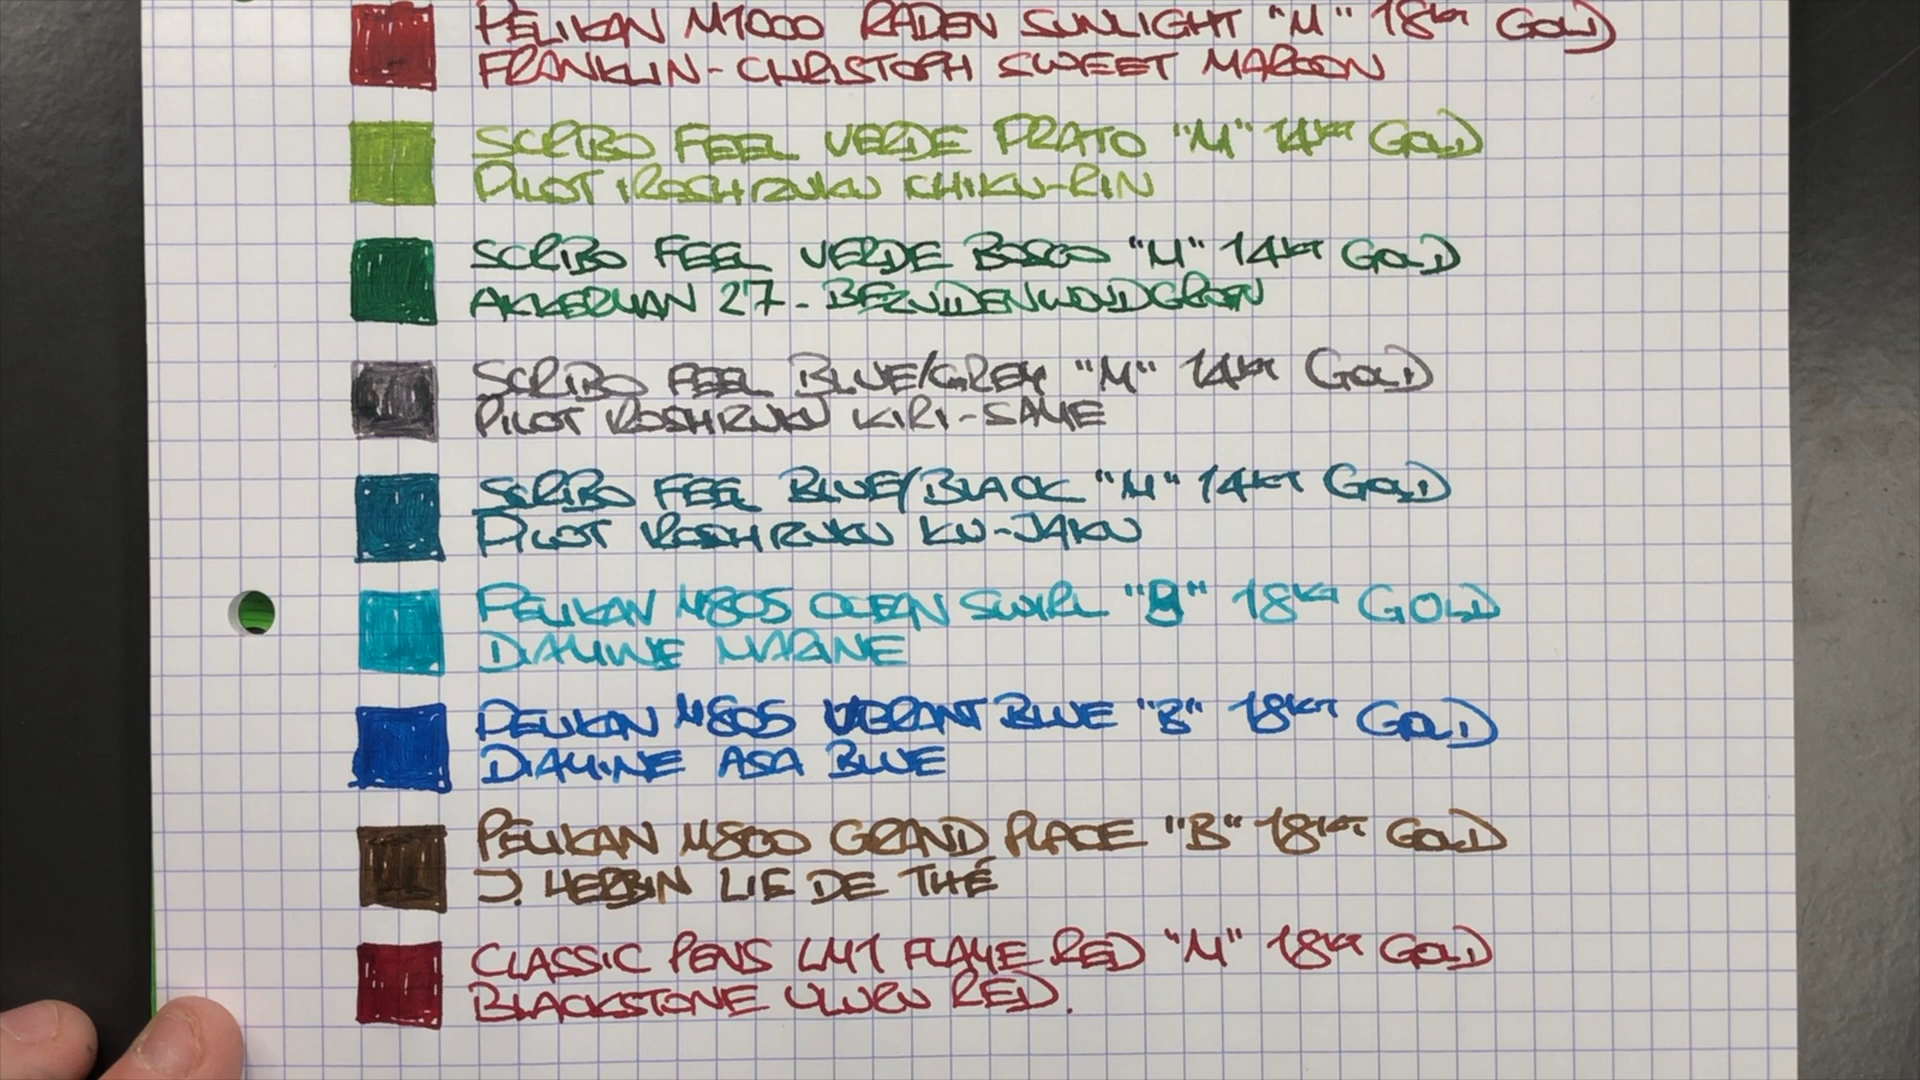 PELIKAN M1000 RADEN SUNLIGHT "M" 18KT GOLD
FRANKLIN-CHRISTOPH SWEET MAROON
SCRIBO FEEL VERDE PRATO "M" 14KT GOLD
PILOT IROSHIZUKU CHIKU-RIN
SCRIBO FEEL VERDE BOSCO "M" 14KT GOLD
AKKERMAN 27 - BEZUIDENWOUDGROEN
SCRIBO FEEL BLUE/GREY "M" 14KT GOLD
PILOT IROSHIZUKU KIRI-SAME
SCRIBO FEEL BLUE/BLACK "M" 14KT GOLD
PILOT IROSHIZUKU KU-JAKU
PELIKAN M805 OCEAN SWIRL "B" 18KT GOLD
DIAMINE MARINE
PELIKAN M805 VIBRANT BLUE "B" 18KT GOLD
DIAMINE ASA BLUE
PELIKAN M800 GRAND PLACE "B" 18KT GOLD
J. HERBIN LIE DE THÉ
CLASSIC PENS LM1 FLAME RED "M" 18KT GOLD
BLACKSTONE ULURU RED.